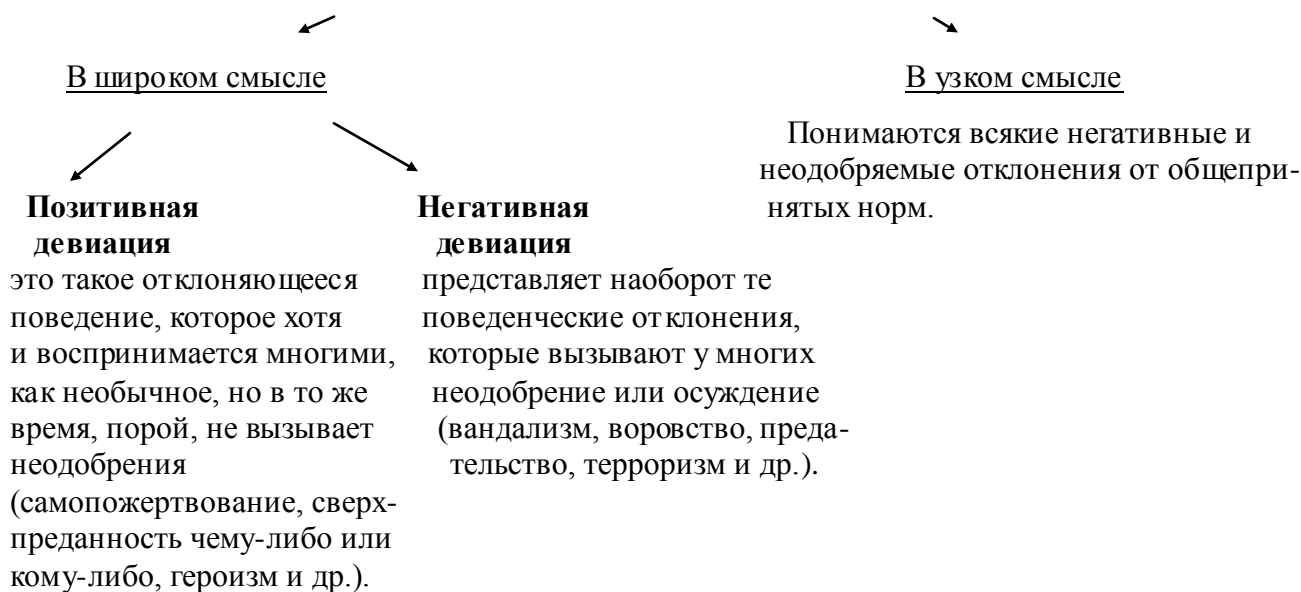 В широком смысле
В узком смысле
Понимаются всякие негативные и
неодобряемые отклонения от общепри-
нятых норм.
Позитивная
девиация
это такое отклоняющееся
поведение, которое хотя
и воспринимается многими,
как необычное, но в то же
время, порой, не вызывает
неодобрения
(самопожертвование, сверх-
преданность чему-либо или
кому-либо, героизм и др.).
Негативная
девиация
представляет наоборот те
поведенческие отклонения,
которые вызывают у многих
неодобрение или осуждение
(вандализм, воровство, преда-
тельство, терроризм и др.).